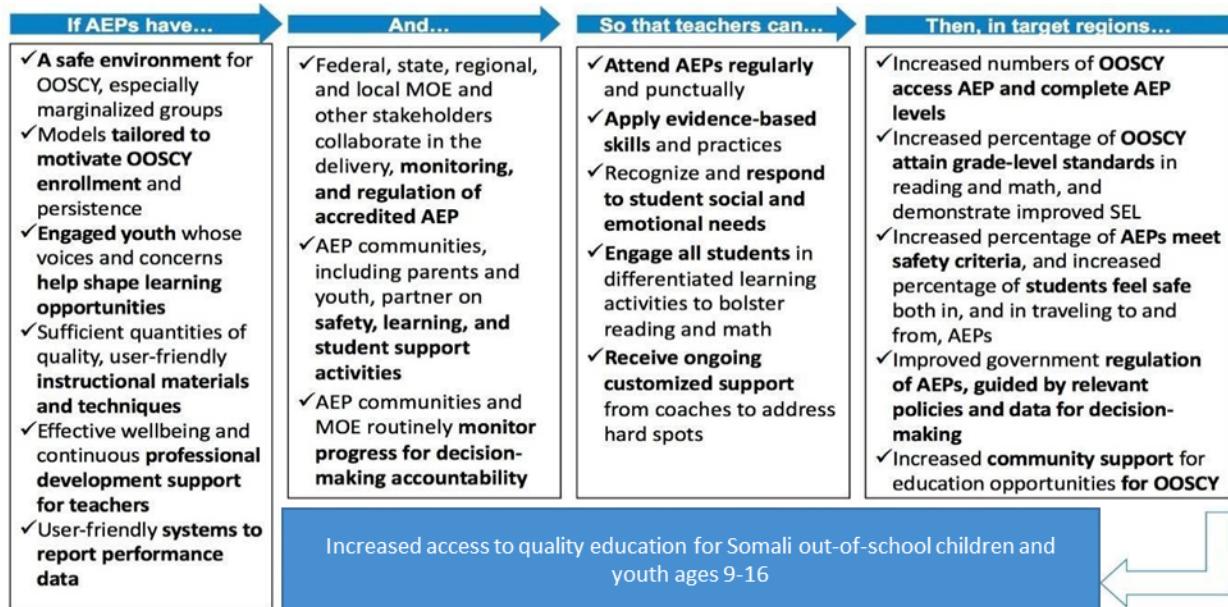 If AEPs have...
✓A safe environment for
OOSCY, especially
marginalized groups
✓Models tailored to
motivate OOSCY
enrollment and
persistence
✓Engaged youth whose
voices and concerns
help shape learning
opportunities
✓Sufficient quantities of
quality, user-friendly
instructional materials
and techniques
✓Effective wellbeing and
continuous professional
development support
for teachers
✓User-friendly systems to
report performance
data
And...
✓Federal, state, regional,
and local MOE and
other stakeholders
collaborate in the
delivery, monitoring,
and regulation of
accredited AEP
✓AEP communities,
including parents and
youth, partner on
safety, learning, and
student support
activities
✓AEP communities and
MOE routinely monitor
progress for decision-
making accountability
So that teachers can...
✓Attend AEPs regularly
and punctually
✓Apply evidence-based
skills and practices
✓Recognize and respond
to student social and
emotional needs
✓Engage all students in
differentiated learning
activities to bolster
reading and math
✓Receive ongoing
customized support
from coaches to address
hard spots
Then, in target regions...
✓Increased numbers of OOSCY
access AEP and complete AEP
levels
✓Increased percentage of OOSCY
attain grade-level standards in
reading and math, and
demonstrate improved SEL
✓Increased percentage of AEPs meet
safety criteria, and increased
percentage of students feel safe
both in, and in traveling to and
from, AEPs
✓Improved government regulation
of AEPs, guided by relevant
policies and data for decision-
making
✓Increased community support for
education opportunities for OOSCY
Increased access to quality education for Somali out-of-school children and
youth ages 9-16